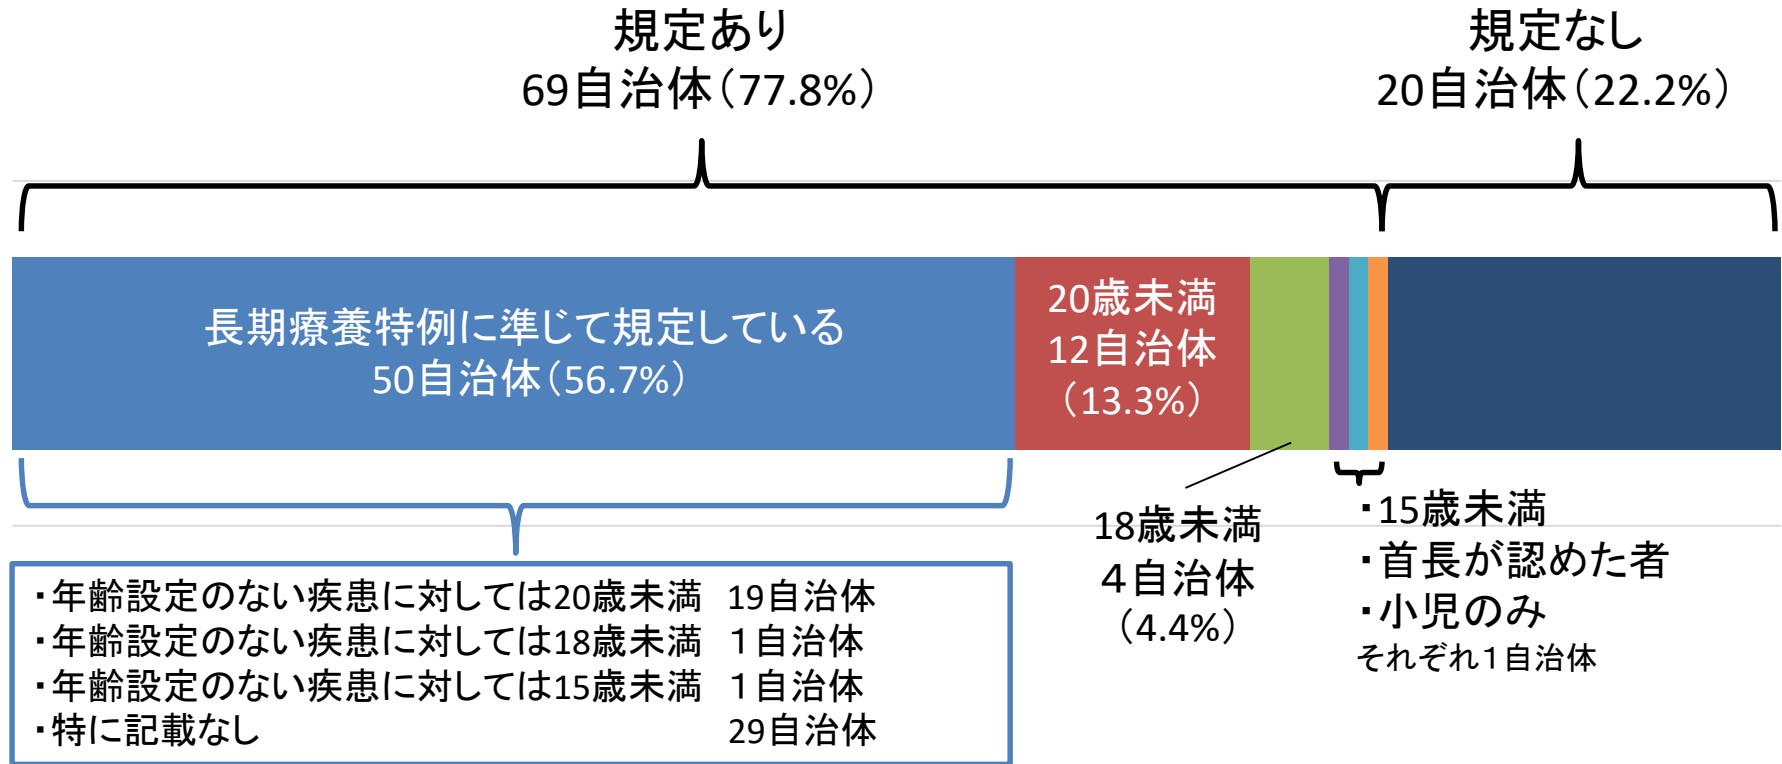 規定あり
69自治体（77.8%）
規定なし
20自治体（22.2%）
長期療養特例に準じて規定している
50自治体（56.7%）
20歳未満
12自治体
（13.3%）
18歳未満
４自治体
（4.4%）
・15歳未満
・首長が認めた者
・小児のみ
それぞれ１自治体
・年齢設定のない疾患に対しては20歳未満 19自治体
・年齢設定のない疾患に対しては18歳未満 １自治体
・年齢設定のない疾患に対しては15歳未満 １自治体
・特に記載なし 29自治体